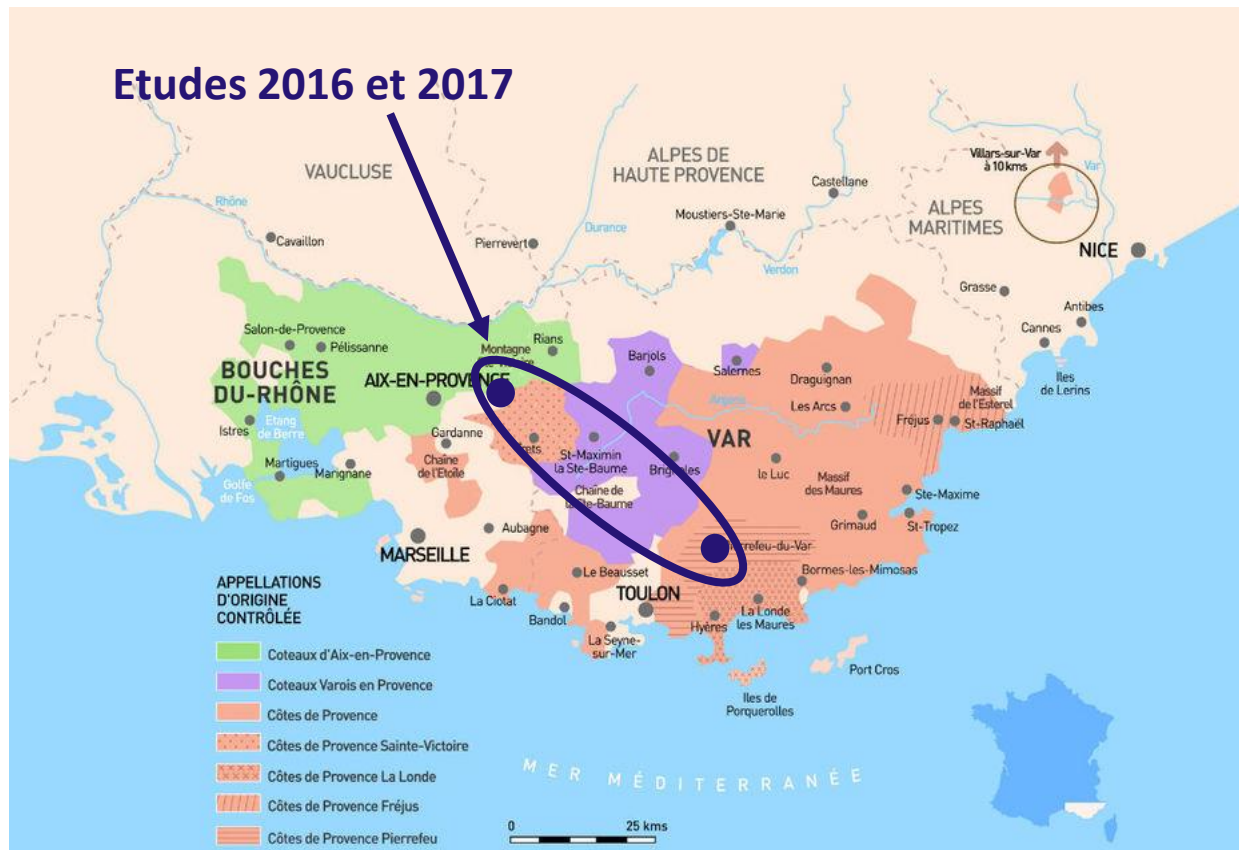 Etudes 2016 et 2017
VAUCLUSE
ALPES DE
HAUTE PROVENCE
Villars-sur-Var
à 10 kms
Var
Castellane
Moustiers-Ste-Marie
ALPES
MARITIMES
NICE
Rhône
Cavaillon
Pierrevert
Durance
Verdon
Grasse
Antibes
Cannes
Iles
de Lerins
Salon-de-Provence
Pélissanne
Montagne
Rians
Barjols
Salernes
Draguignan
BOUCHES
DU-RHÔNE
AIX-EN-PROVENCE
Les Arcs
Argens
Massif
de l'Esterel
Fréjus
St-Raphaël
Istres
Etang
de Berre
Gardanne
Chaîne
de l'Etoile
St-Maximin
la Ste-Baume
Brignoles
VAR
le Luc
Massif
des Maures
Martigues
Marignane
Golfe
de Fos
Chaîne de
la Ste-Baume
Ste-Maxime
Grimaud
St-Tropez
Aubagne
MARSEILLE
Le Beausset
Bormes-les-Mimosas
La Ciotat
Bandol
TOULON
La Seyne-
sur-Mer
Hyères
La Londe
les Maures
Port Cros
Iles de
Porquerolles
MER MÉDITERRANÉE
APPELLATIONS
D'ORIGINE
CONTRÔLÉE
Coteaux d'Aix-en-Provence
Coteaux Varois en Provence
Côtes de Provence
Côtes de Provence Sainte-Victoire
Côtes de Provence La Londe
Côtes de Provence Fréjus
Côtes de Provence Pierrefeu
0 25 kms